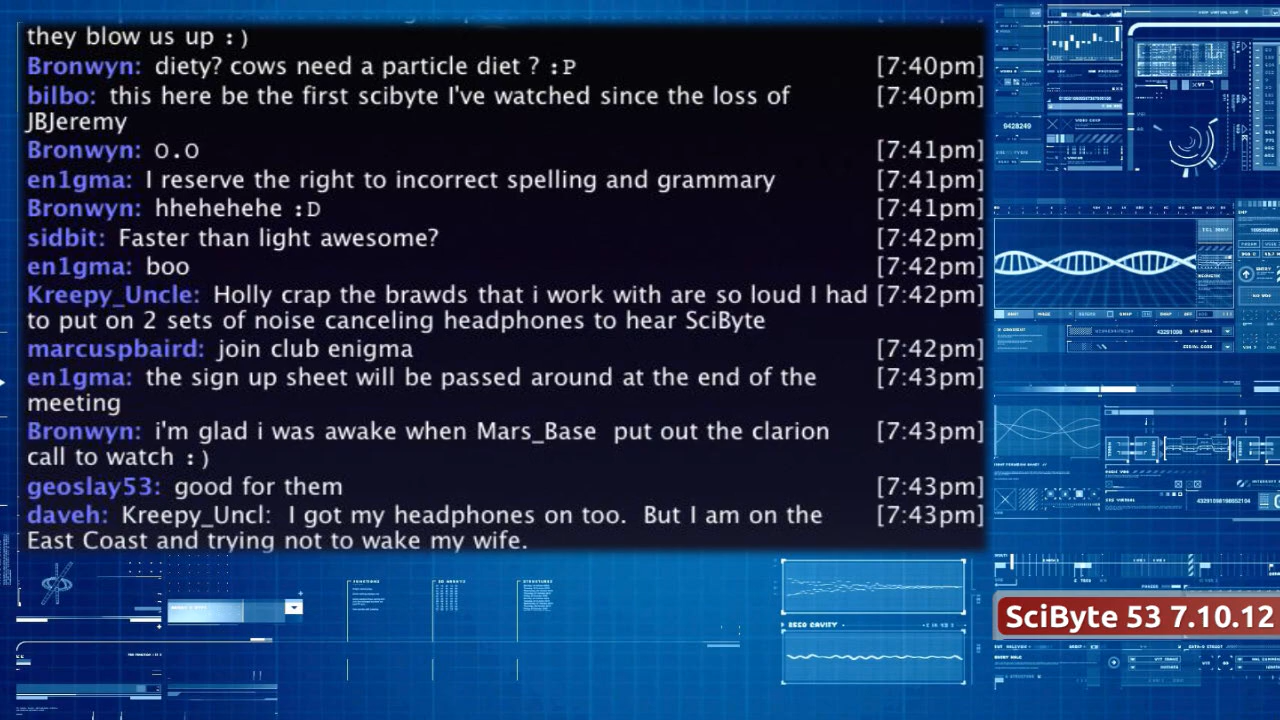 they blow us up :)
Bronwyn: diety? cows need a particle diet ? :P [7:40pm]
bilbo: this here be the first scibyte I've watched since the loss of [7:40pm]
JBJeremy
Bronwyn: o.O [7:41pm]
en1gma: I reserve the right to incorrect spelling and grammary [7:41pm]
Bronwyn: hhehehehe :D [7:41pm]
sidbit: Faster than light awesome? [7:42pm]
en1gma: boo [7:42pm]
Kreepy_Uncle: Holly crap the brawds that i work with are so loud I had [7:42pm]
to put on 2 sets of noise canceling headphones to hear SciByte
marcuspbaird: join club enigma [7:42pm]
en1gma: the sign up sheet will be passed around at the end of the [7:43pm]
meeting
Bronwyn: i'm glad i was awake when Mars_Base put out the clarion [7:43pm]
call to watch :)
geoslay53: good for them [7:43pm]
daveh: Kreepy_Uncl: I got my headphones on too. But I am on the [7:43pm]
East Coast and trying not to wake my wife.
9428249
SciByte 53 7.10.12